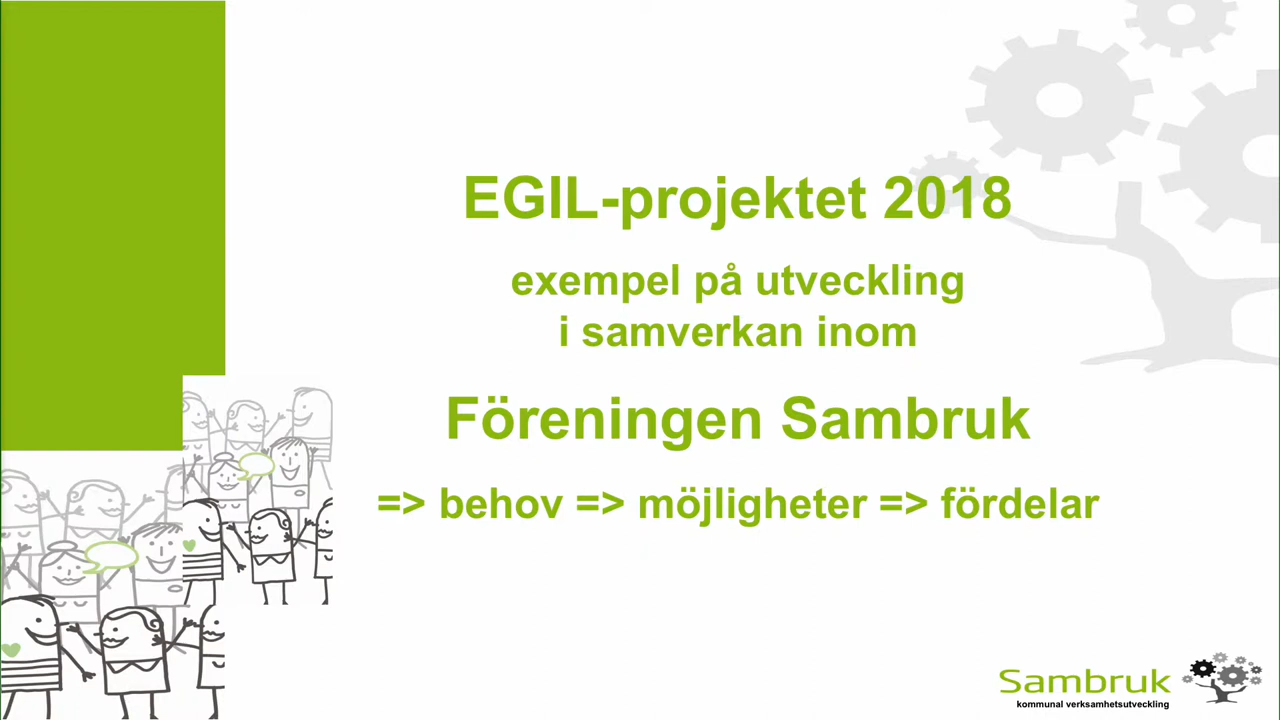 EGIL-projektet 2018
exempel på utveckling
i samverkan inom
Föreningen Sambruk
=> behov => möjligheter => fördelar
Sambruk
kommunal verksamhetsutveckling